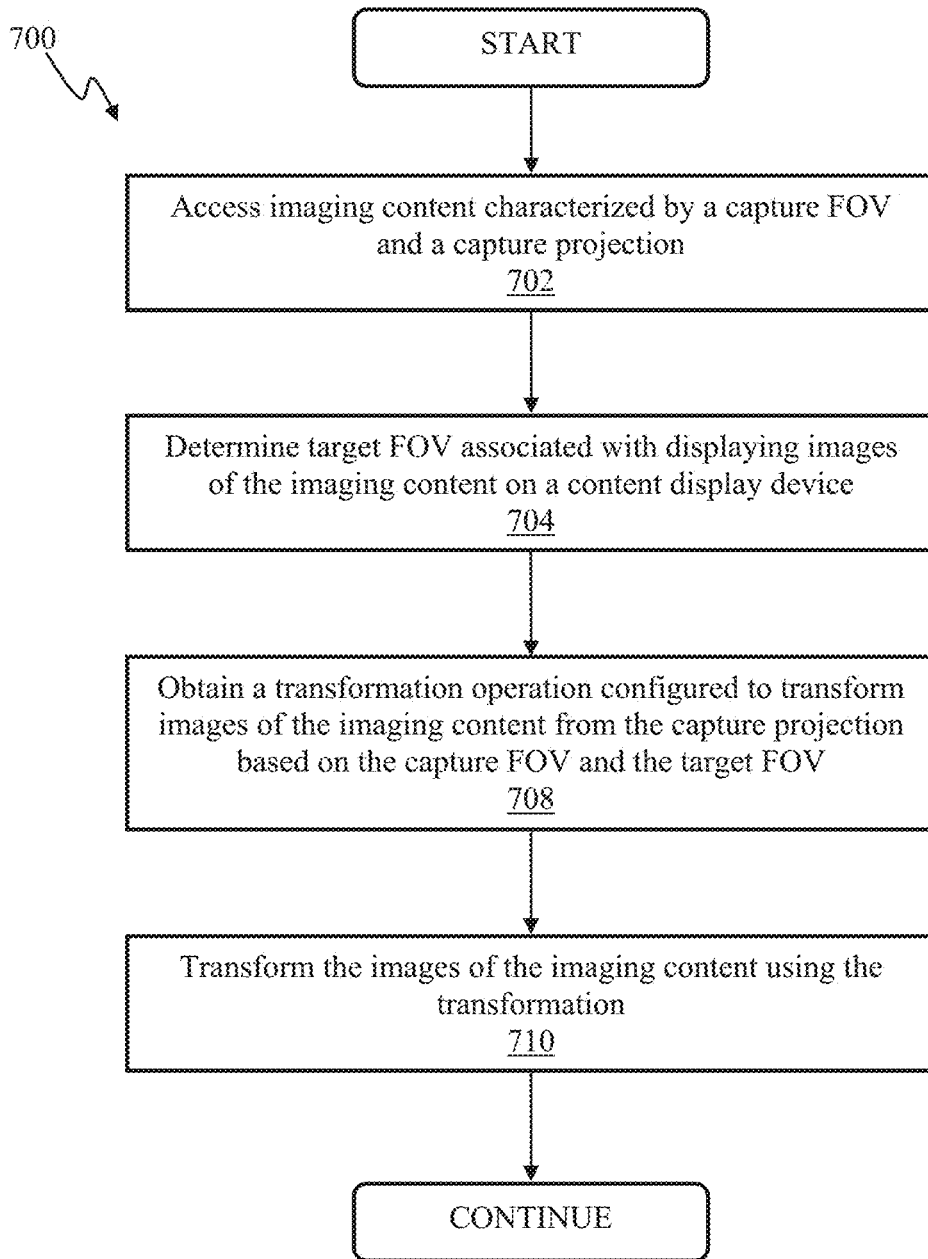 700
START
Access imaging content characterized by a capture FOV
and a capture projection
702
Determine target FOV associated with displaying images
of the imaging content on a content display device
704
Obtain a transformation operation configured to transform
images of the imaging content from the capture projection
based on the capture FOV and the target FOV
708
Transform the images of the imaging content using the
transformation
710
CONTINUE